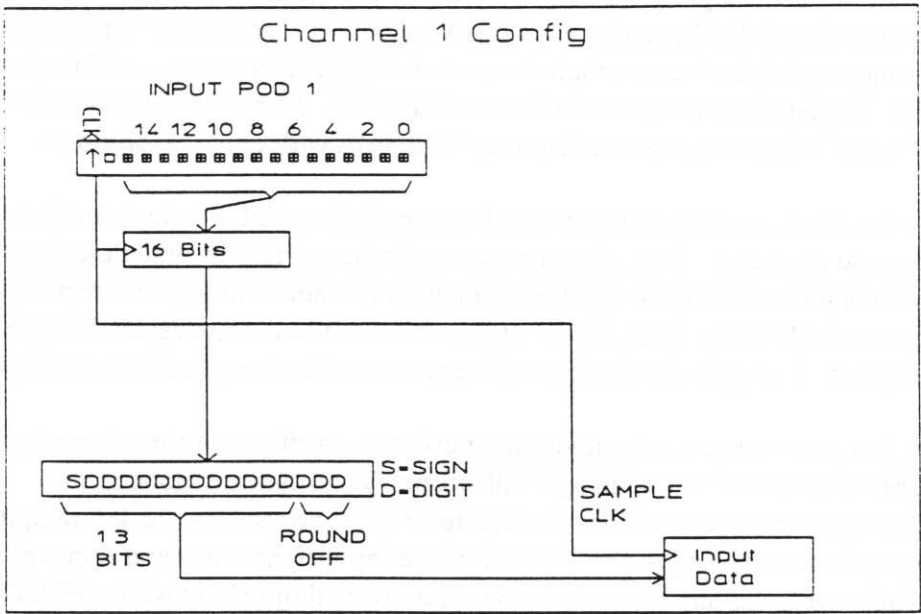 Channel 1 Config
INPUT POD 1
CLK
14 12 10 8 6 4 2 0
16 Bits
SDDDDDDDDDDDDDDD
S=SIGN
D=DIGIT
13
BITS
ROUND
OFF
SAMPLE
CLK
Input
Data